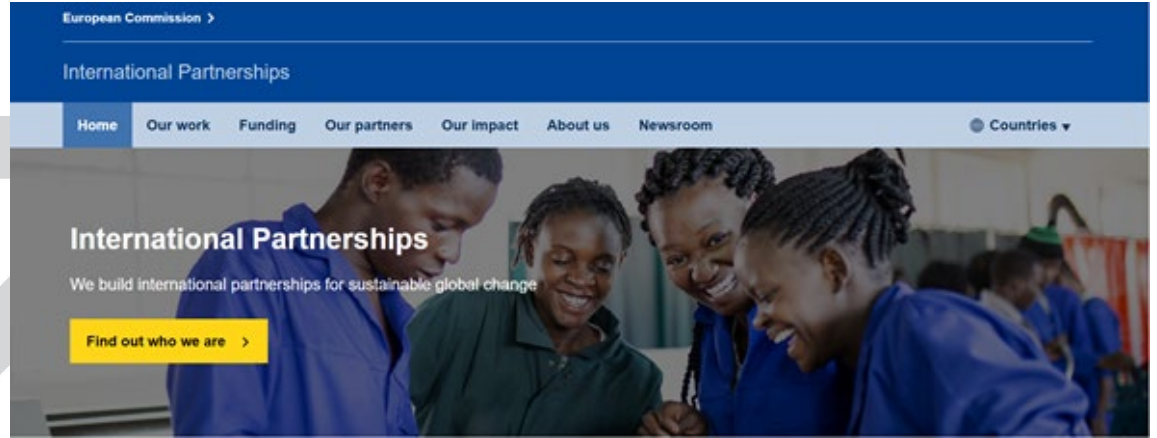 European Commission >
International Partnerships
Home Our work Funding Our partners Our impact About us Newsroom Countries
International Partnerships
We build international partnerships for sustainable global change
Find out who we are >